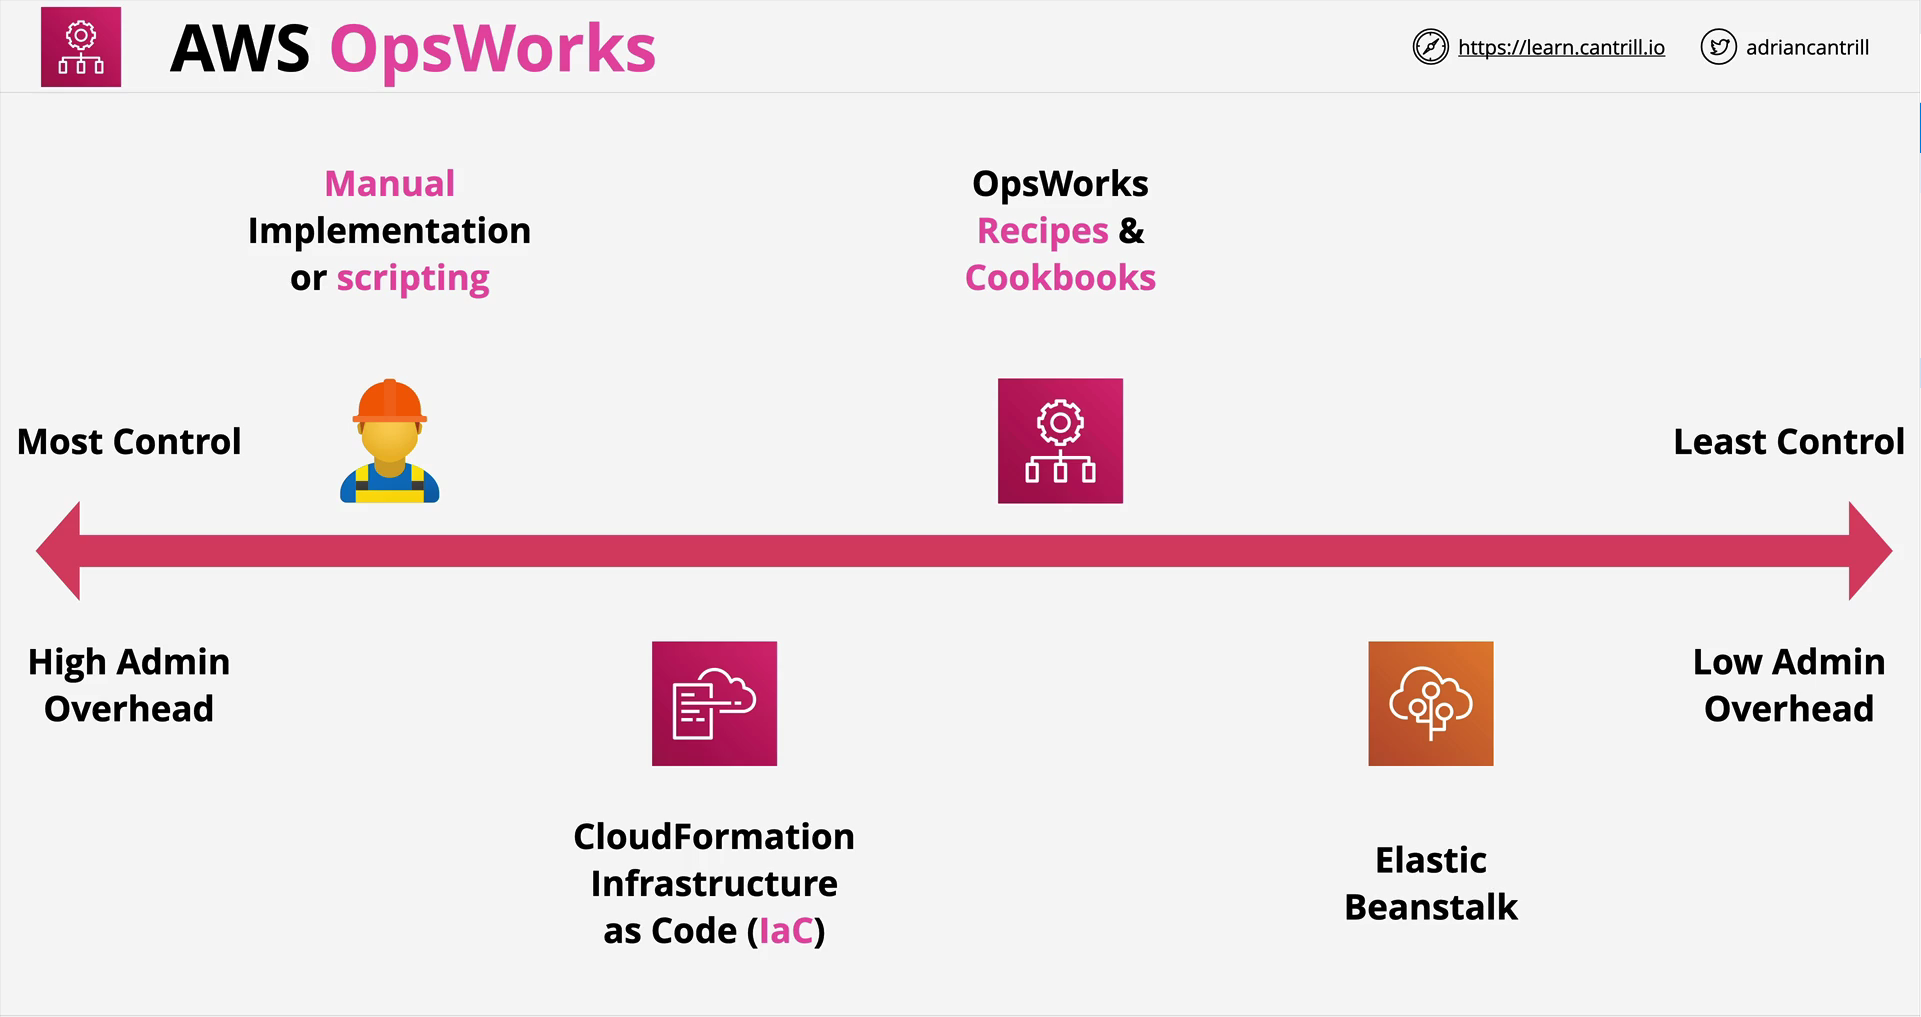 AWS OpsWorks
https://learn.cantrill.io
adriancantrill
Manual
Implementation
or scripting
OpsWorks
Recipes &
Cookbooks
Most Control
Least Control
High Admin
Overhead
Low Admin
Overhead
CloudFormation
Infrastructure
as Code (IaC)
Elastic
Beanstalk